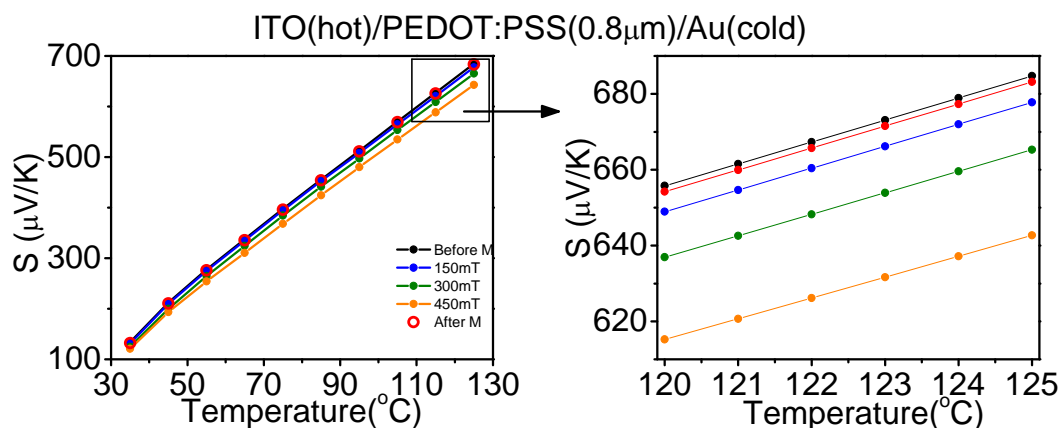 ITO(hot)/PEDOT:PSS(0.8μm)/Au(cold)
S (μV/K)
700
500
300
100
30
50
70
90
110
130
Temperature(°C)
Before M
150mT
300mT
450mT
After M
S (μV/K)
680
660
640
620
120
121
122
123
124
125
Temperature(°C)